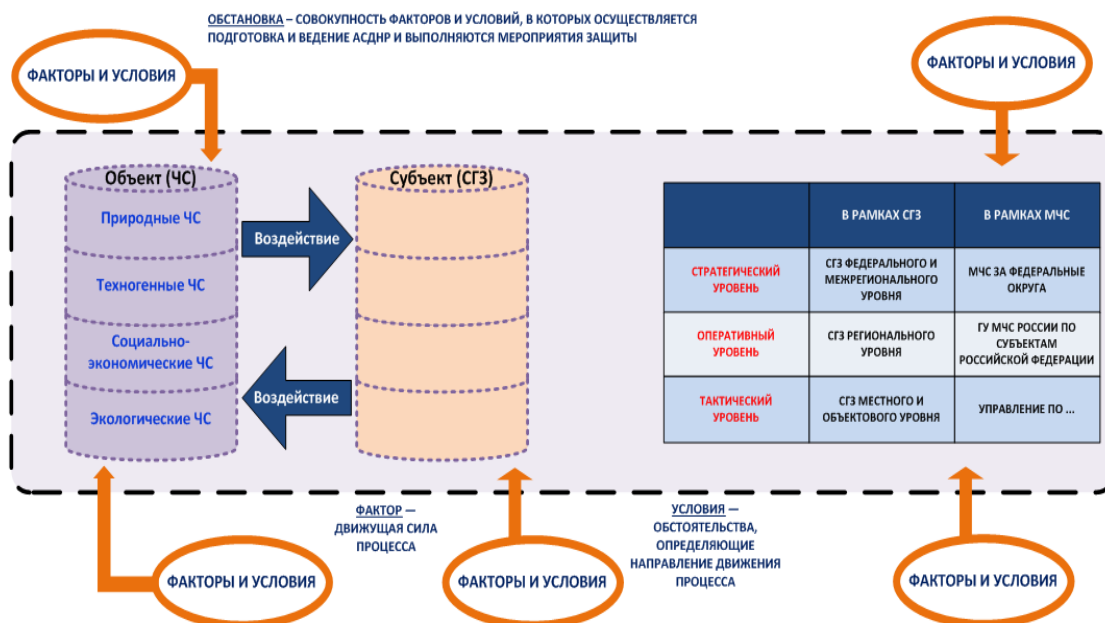 ОБСТАНОВКА – СОВОКУПНОСТЬ ФАКТОРОВ И УСЛОВИЙ, В КОТОРЫХ ОСУЩЕСТВЛЯЕТСЯ
ПОДГОТОВКА И ВЕДЕНИЕ АСДНР И ВЫПОЛНЯЮТСЯ МЕРОПРИЯТИЯ ЗАЩИТЫ
ФАКТОРЫ И УСЛОВИЯ
ФАКТОРЫ И УСЛОВИЯ
Объект (ЧС)
Природные ЧС
Техногенные ЧС
Социально-
экономические ЧС
Экологические ЧС
Воздействие
Воздействие
Субъект (СГЗ)
В РАМКАХ СГЗ
В РАМКАХ МЧС
СТРАТЕГИЧЕСКИЙ
УРОВЕНЬ
СГЗ ФЕДЕРАЛЬНОГО И
МЕЖРЕГИОНАЛЬНОГО
УРОВНЯ
МЧС ЗА ФЕДЕРАЛЬНЫЕ
ОКРУГА
ОПЕРАТИВНЫЙ
УРОВЕНЬ
СГЗ РЕГИОНАЛЬНОГО
УРОВНЯ
ГУ МЧС РОССИИ ПО
СУБЪЕКТАМ
РОССИЙСКОЙ ФЕДЕРАЦИИ
ТАКТИЧЕСКИЙ
УРОВЕНЬ
СГЗ МЕСТНОГО И
ОБЪЕКТОВОГО УРОВНЯ
УПРАВЛЕНИЕ ПО ...
ФАКТОР —
ДВИЖУЩАЯ СИЛА
ПРОЦЕССА
УСЛОВИЯ —
ОБСТОЯТЕЛЬСТВА,
ОПРЕДЕЛЯЮЩИЕ
НАПРАВЛЕНИЕ ДВИЖЕНИЯ
ПРОЦЕССА
ФАКТОРЫ И УСЛОВИЯ
ФАКТОРЫ И УСЛОВИЯ
ФАКТОРЫ И УСЛОВИЯ